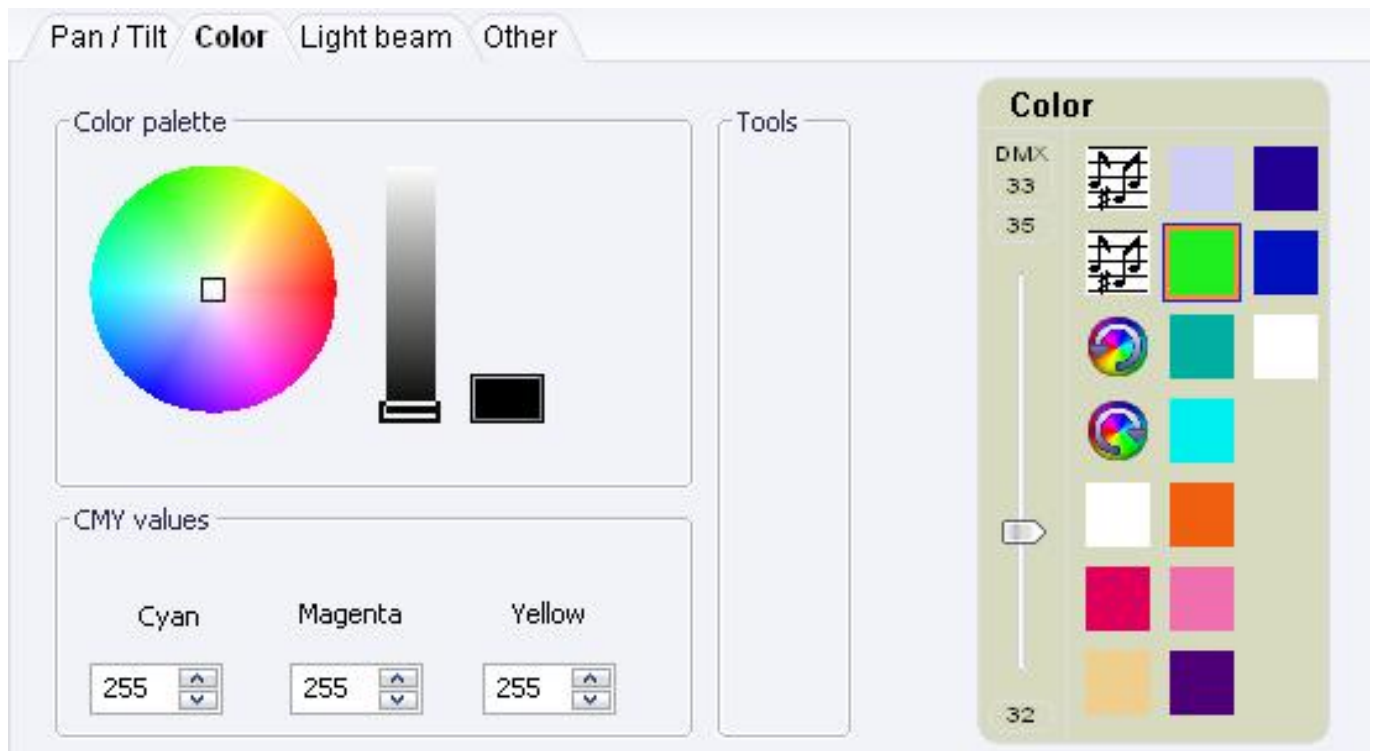 Pan / Tilt Color Light beam Other
Color palette
Tools
CMY values
Cyan Magenta Yellow
255 255 255
Color
DMX
33
35
32